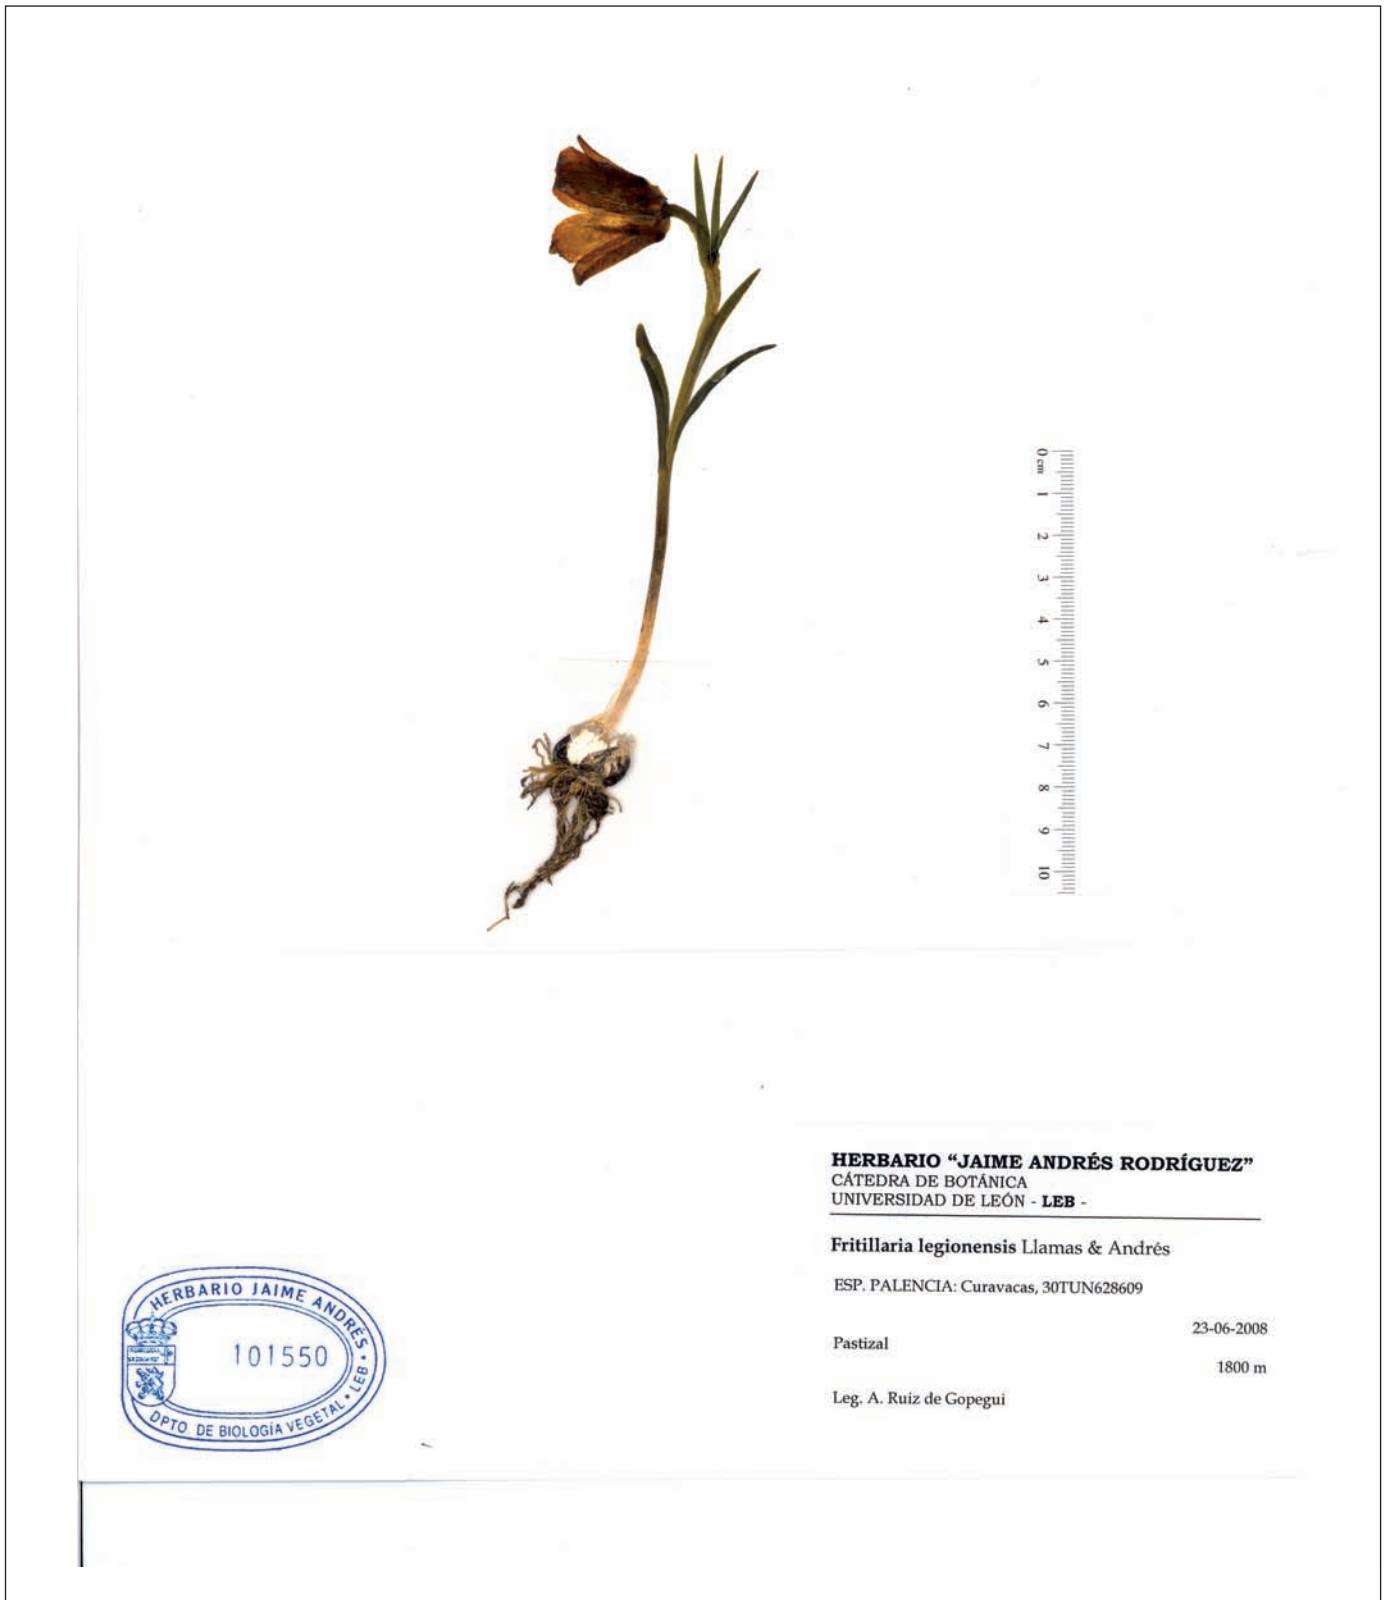 0 cm
1
2
3
4
5
6
7
8
9
10
HERBARIO “JAIME ANDRÉS RODRÍGUEZ”
CÁTEDRA DE BOTÁNICA
UNIVERSIDAD DE LEÓN - LEB -
Fritillaria legionensis Llamas & Andrés
ESP. PALENCIA: Curavacas, 30TUN628609
23-06-2008
Pastizal
1800 m
Leg. A. Ruiz de Gopegui
HERBARIO JAIME ANDRÉS · LEB ·
101550
DPTO. DE BIOLOGÍA VEGETAL